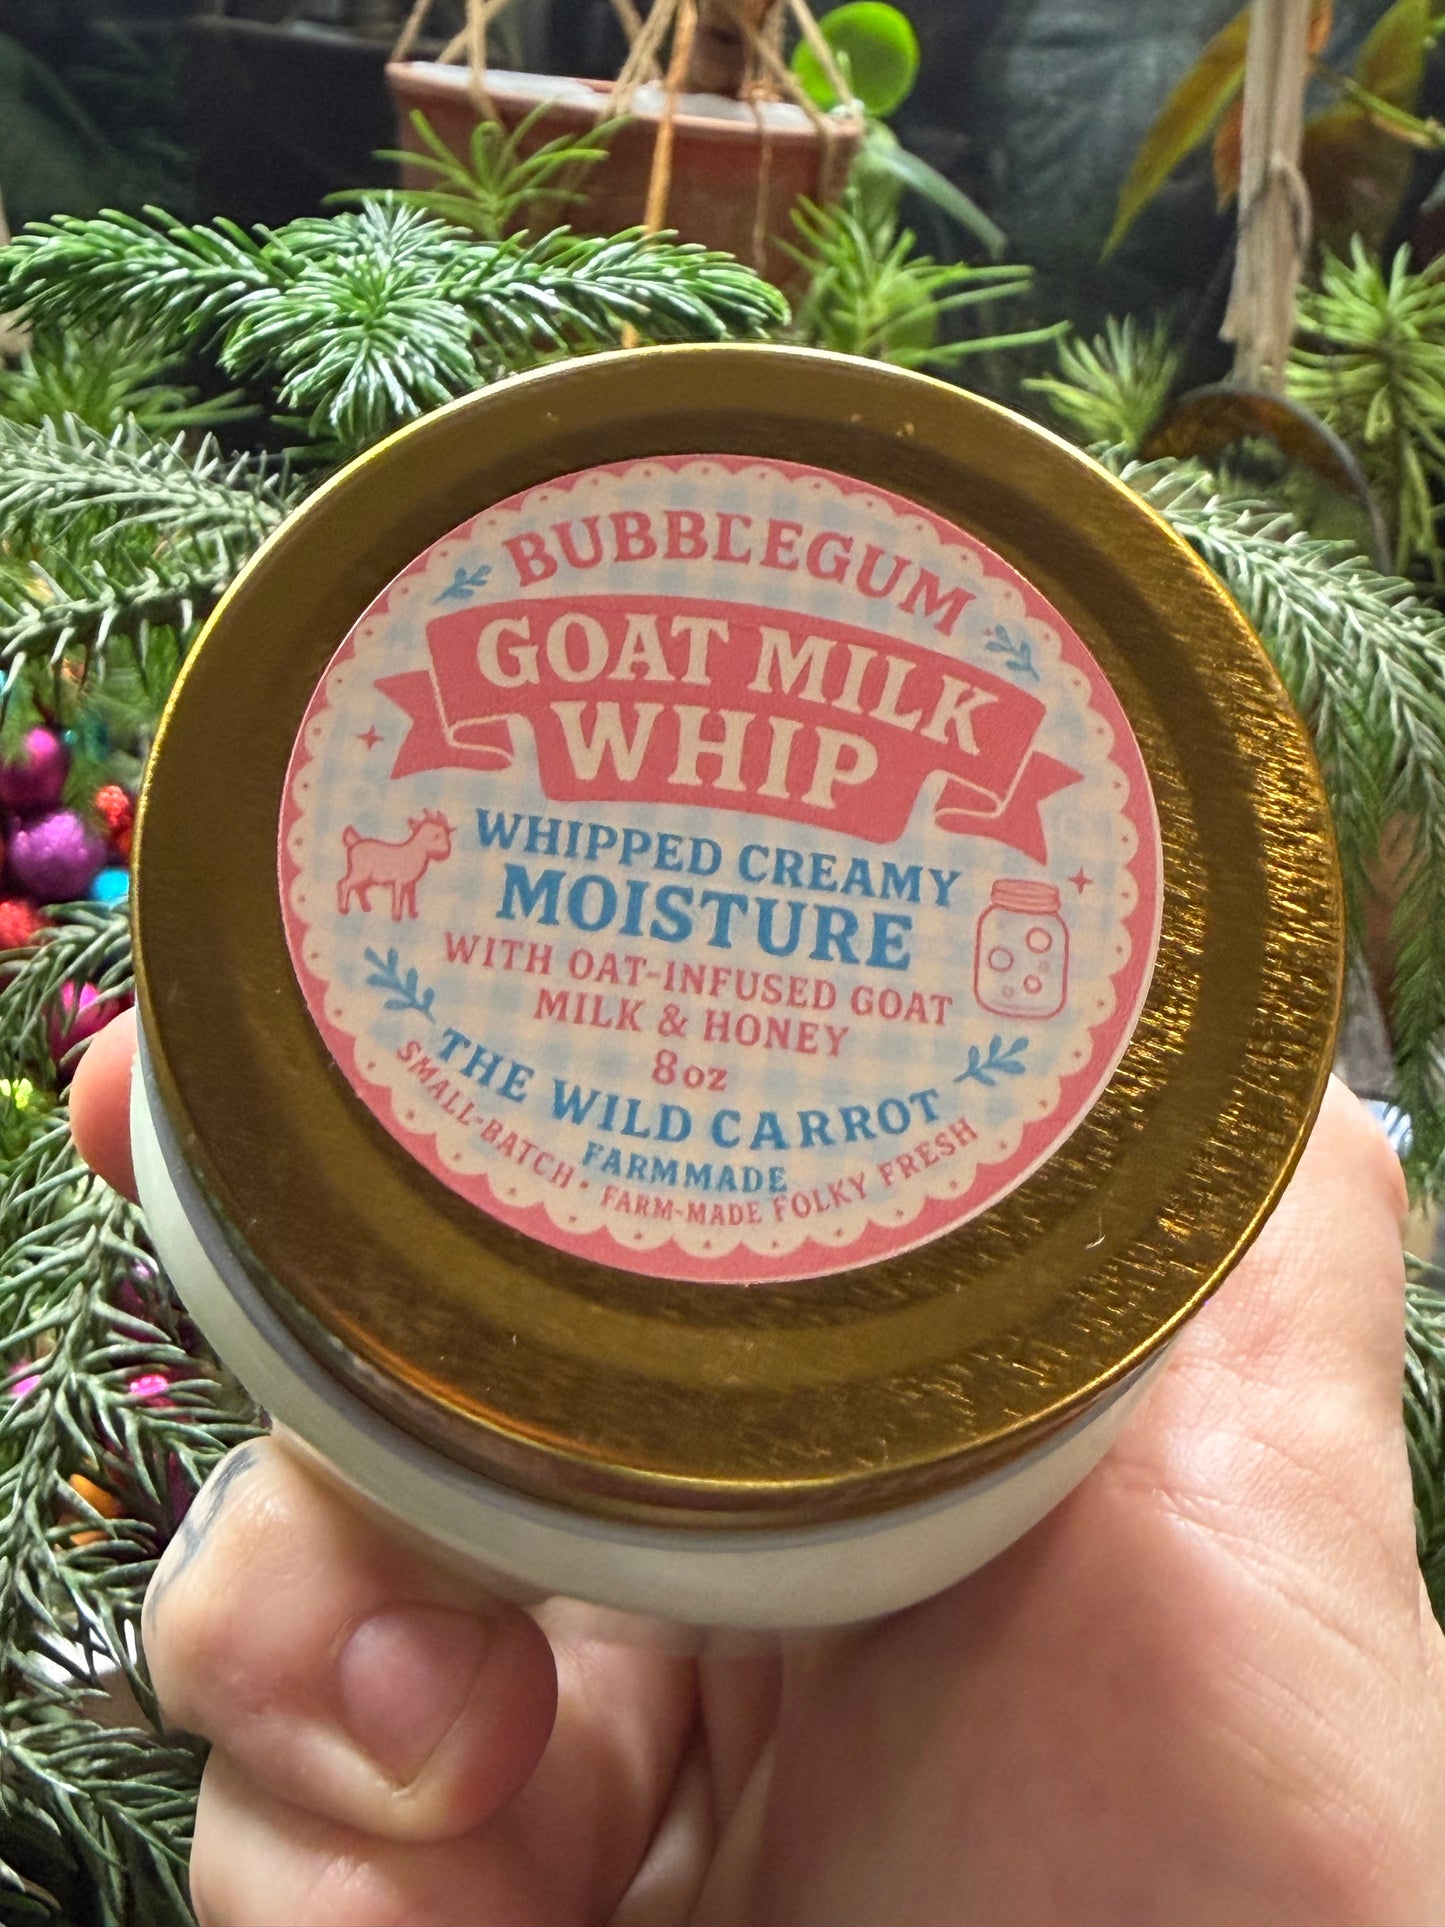 BUBBLEGUM
GOAT MILK
WHIP
WHIPPED CREAMY
MOISTURE
WITH OAT-INFUSED GOAT
MILK & HONEY
8oz
THE WILD CARROT
FARMMADE
SMALL-BATCH · FARM-MADE FOLKY FRESH